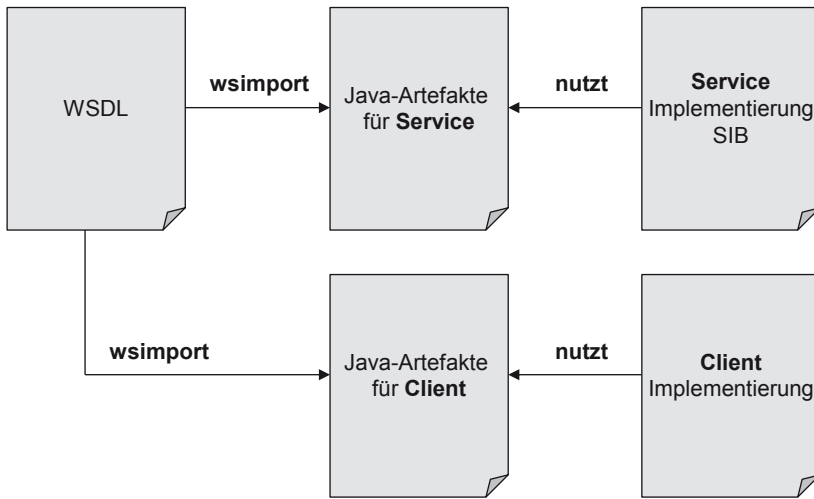 WSDL
wsimport
Java-Artefakte
für Service
nutzt
Service
Implementierung
SIB
wsimport
Java-Artefakte
für Client
nutzt
Client
Implementierung